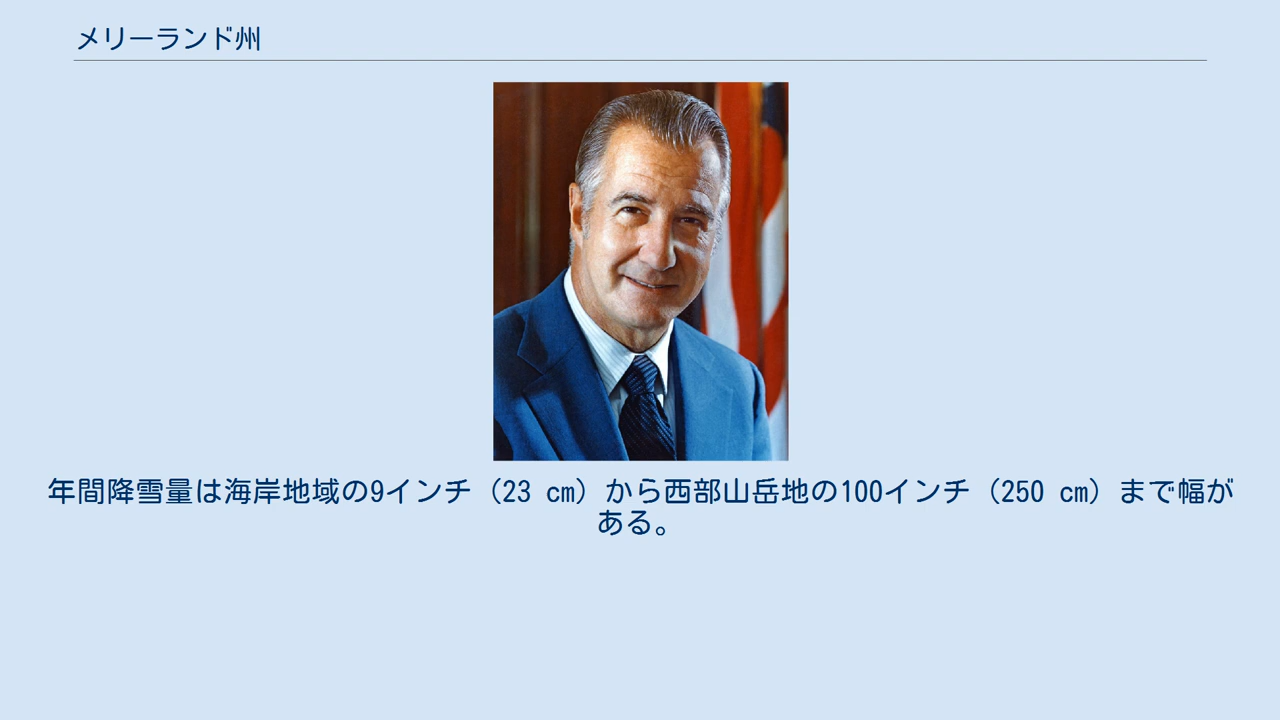 メリーランド州
年間降雪量は海岸地域の9インチ（23 cm）から西部山岳地の100インチ（250 cm）まで幅が
ある。